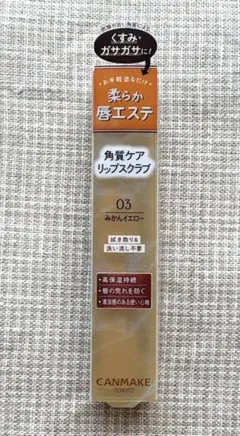 くすみ・
ガサガサに!
お手軽塗るだけ
柔らか
唇エステ
角質ケア
リップスクラブ
03
みかんイエロー
拭き取り&
洗い流し不要
・高保湿持続
・唇の荒れを防ぐ
・清涼感のある使い心地
CANMAKE
TOKYO